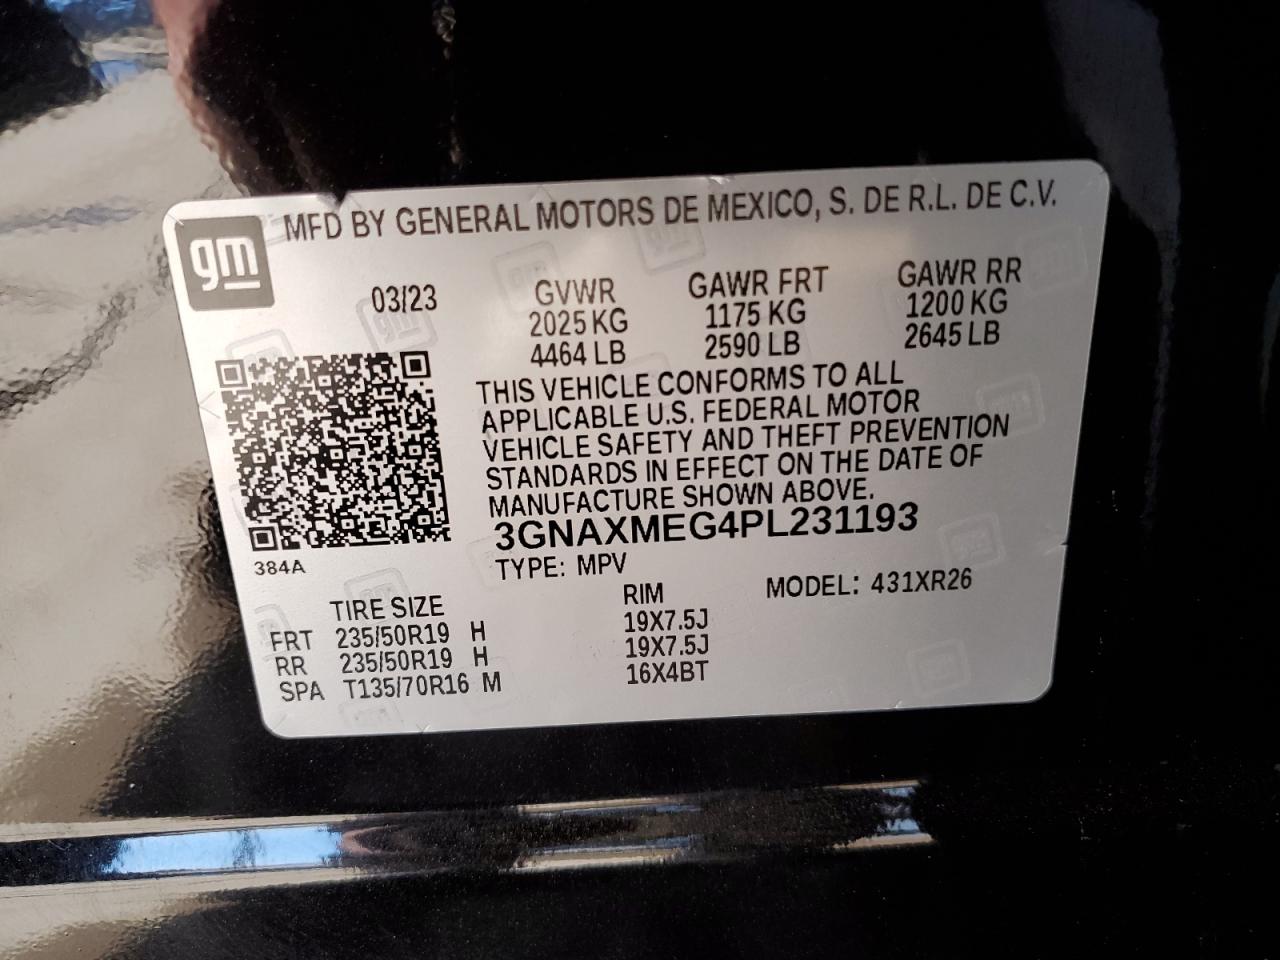 gm
MFD BY GENERAL MOTORS DE MEXICO, S. DE R.L. DE C.V.
03/23 GVWR GAWR FRT GAWR RR
2025 KG 1175 KG 1200 KG
4464 LB 2590 LB 2645 LB
THIS VEHICLE CONFORMS TO ALL
APPLICABLE U.S. FEDERAL MOTOR
VEHICLE SAFETY AND THEFT PREVENTION
STANDARDS IN EFFECT ON THE DATE OF
MANUFACTURE SHOWN ABOVE.
3GNAXMEG4PL231193
384A
TYPE: MPV
MODEL: 431XR26
TIRE SIZE RIM
FRT 235/50R19 H 19X7.5J
RR 235/50R19 H 19X7.5J
SPA T135/70R16 M 16X4BT